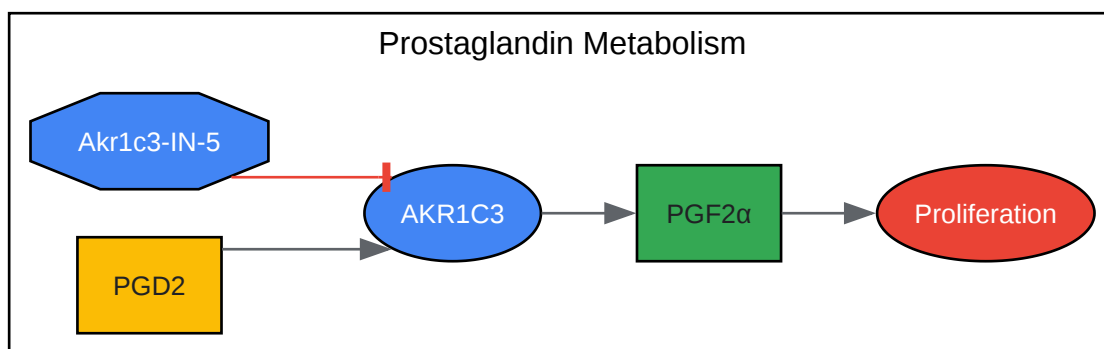 Prostaglandin Metabolism
Akr1c3-IN-5
AKR1C3
PGF2α
Proliferation
PGD2